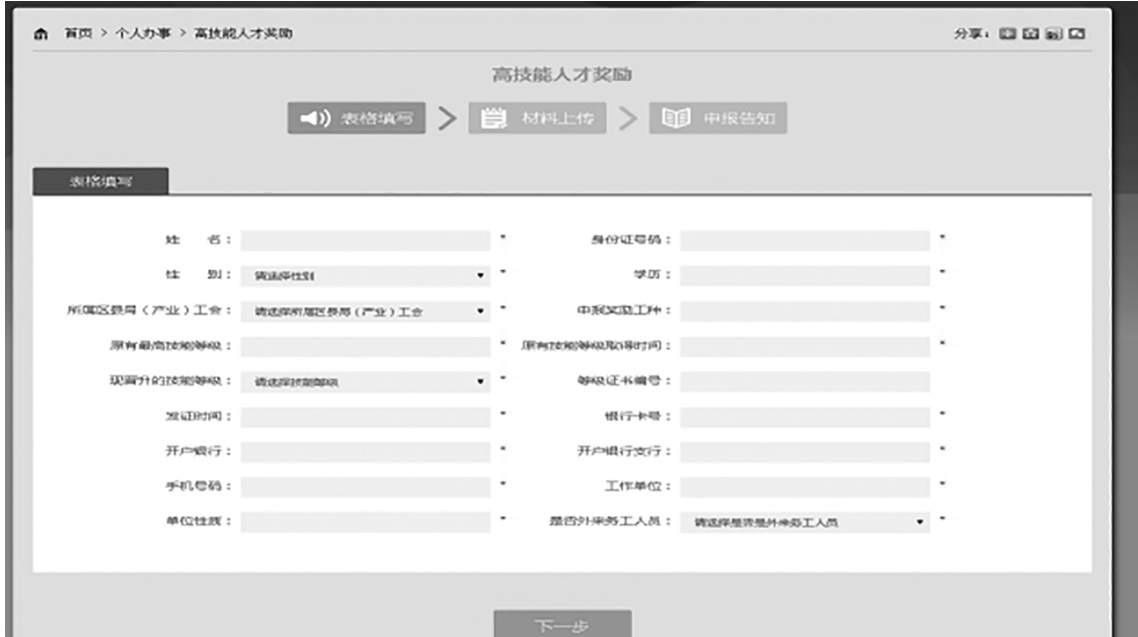 首页 > 个人办事 > 高技能人才奖励 分享:
高技能人才奖励
表格填写 > 材料上传 > 申报告知
表格填写
姓 名: * 身份证号码: *
性 别: 请选择性别 * 学历: *
所属区县局(产业)工会: 请选择所属区县局(产业)工会 * 申报奖励工种: *
原有最高技能等级: * 原有技能等级取得时间: *
现晋升的技能等级: 请选择技能等级 * 等级证书编号:
发证时间: * 银行卡号: *
开户银行: * 开户银行支行: *
手机号码: * 工作单位: *
单位性质: * 是否外来务工人员: 请选择是否是外来务工人员 *
下一步